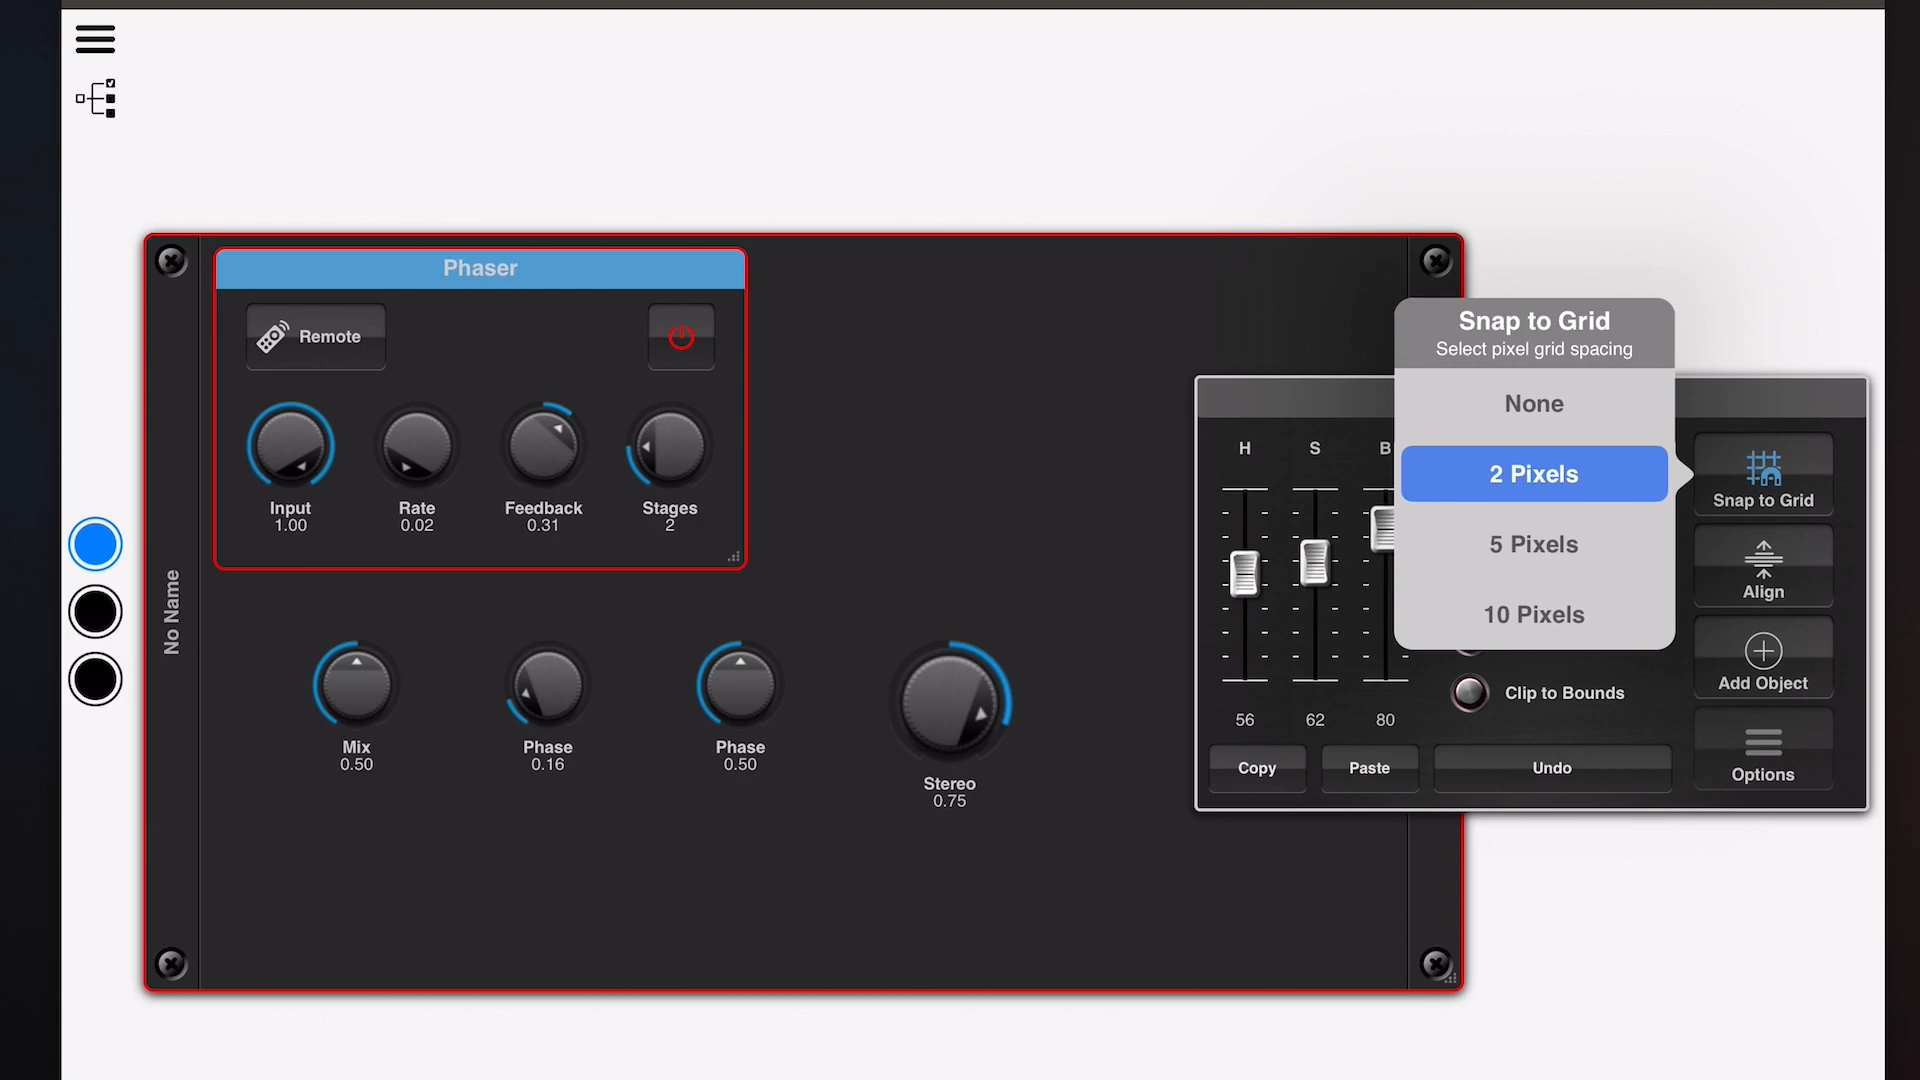 Phaser
Remote
Input
1.00
Rate
0.02
Feedback
0.31
Stages
2
No Name
Mix
0.50
Phase
0.16
Phase
0.50
Stereo
0.75
Snap to Grid
Select pixel grid spacing
None
2 Pixels
5 Pixels
10 Pixels
H
S
B
56
62
80
Clip to Bounds
Copy
Paste
Undo
Snap to Grid
Align
Add Object
Options